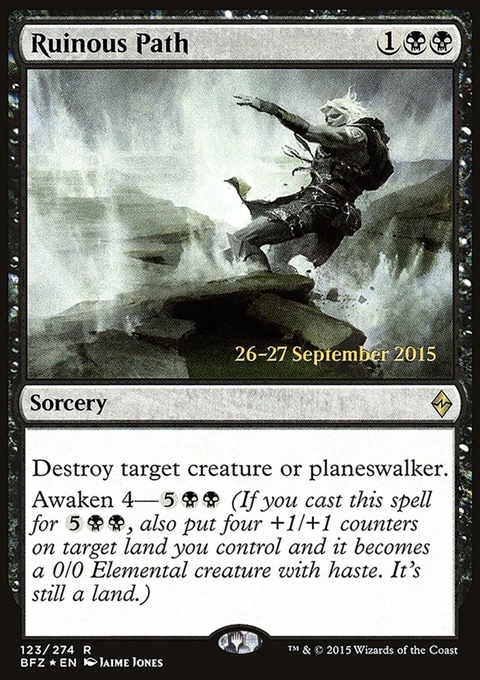 Ruinous Path 1
26–27 September 2015
Sorcery
Destroy target creature or planeswalker.
Awaken 4—5 (If you cast this spell
for 5, also put four +1/+1 counters
on target land you control and it becomes
a 0/0 Elemental creature with haste. It's
still a land.)
123/274 R
BFZ ★ EN Jaime Jones
™ & © 2015 Wizards of the Coast